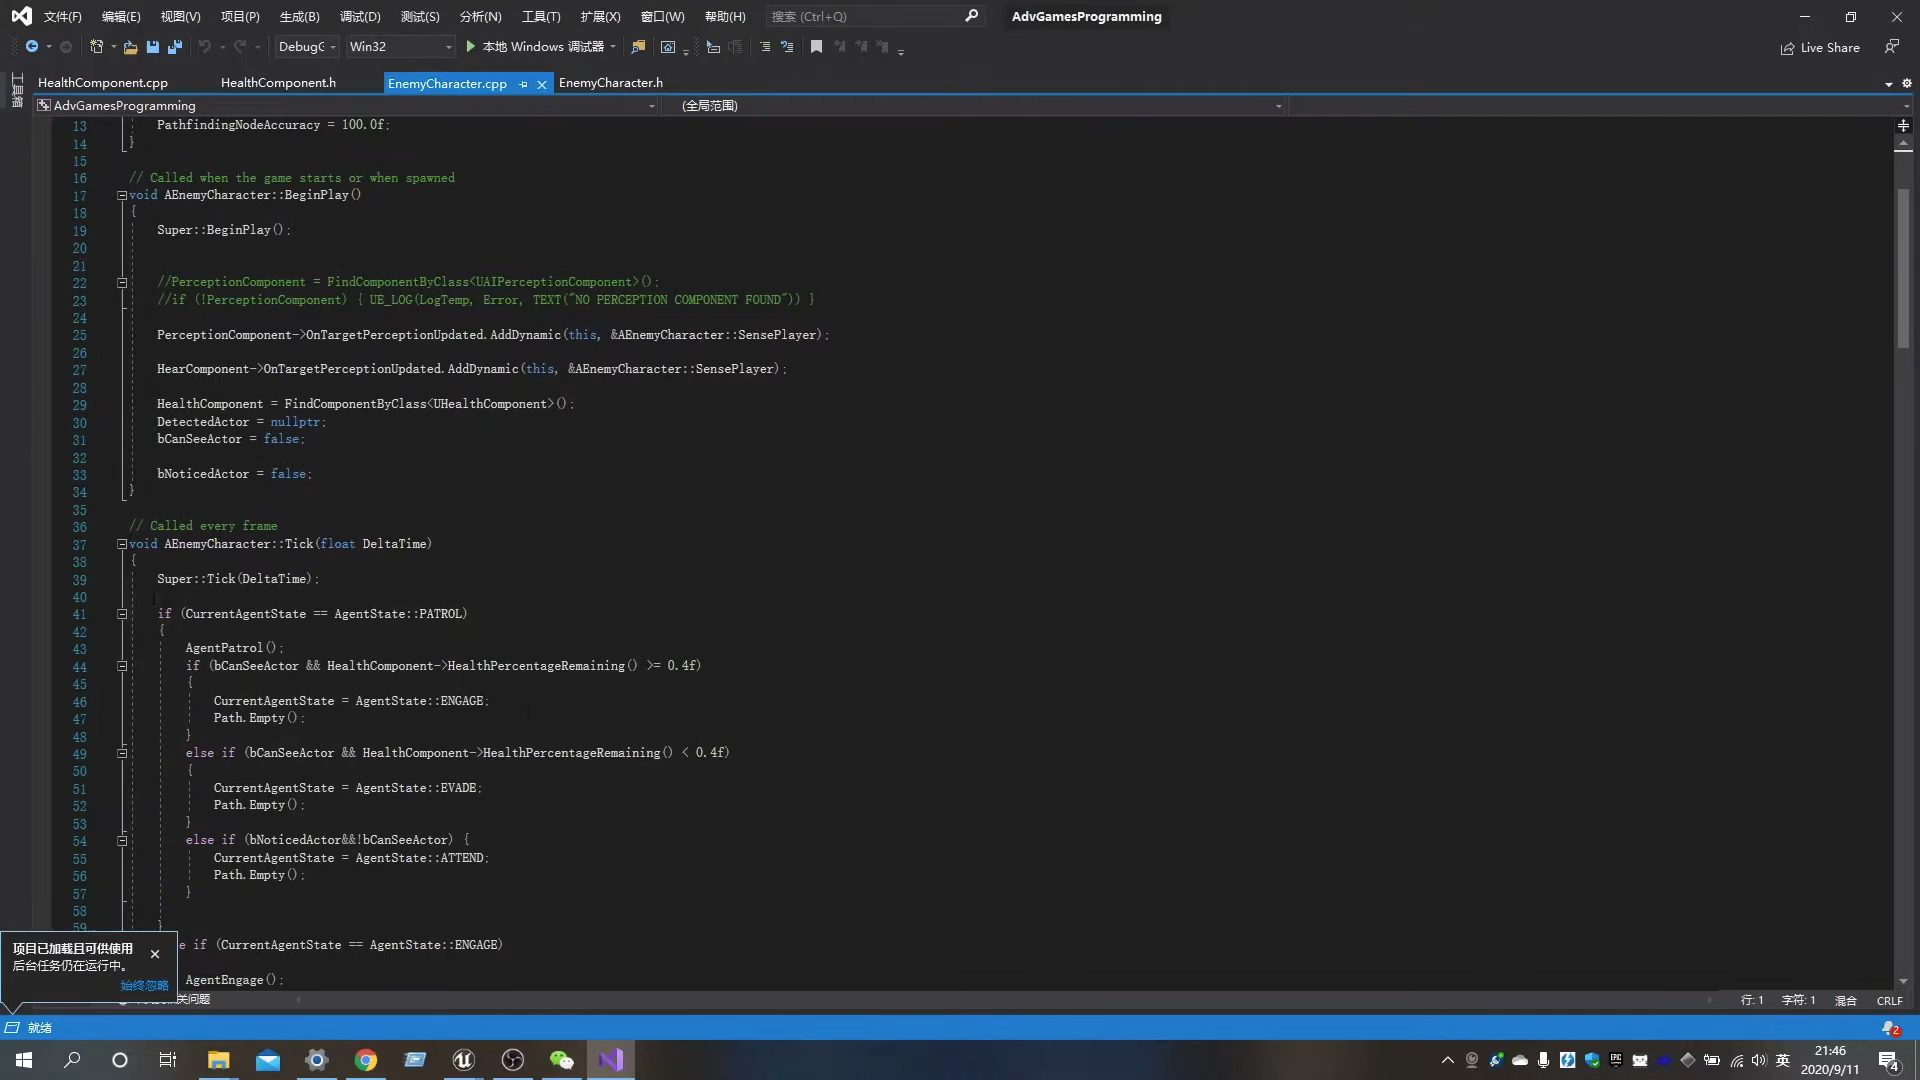 文件(F) 编辑(E) 视图(V) 项目(P) 生成(B) 调试(D) 测试(S) 分析(N) 工具(T) 扩展(X) 窗口(W) 帮助(H) 搜索 (Ctrl+Q) AdvGamesProgramming
DebugG Win32 本地 Windows 调试器 Live Share
工具箱
HealthComponent.cpp HealthComponent.h EnemyCharacter.cpp EnemyCharacter.h
AdvGamesProgramming (全局范围)
13 PathfindingNodeAccuracy = 100.0f;
14 }
15
16 // Called when the game starts or when spawned
17 void AEnemyCharacter::BeginPlay()
18 {
19 Super::BeginPlay();
20
21
22 //PerceptionComponent = FindComponentByClass<UAIPerceptionComponent>();
23 //if (!PerceptionComponent) { UE_LOG(LogTemp, Error, TEXT("NO PERCEPTION COMPONENT FOUND")) }
24
25 PerceptionComponent->OnTargetPerceptionUpdated.AddDynamic(this, &AEnemyCharacter::SensePlayer);
26
27 HearComponent->OnTargetPerceptionUpdated.AddDynamic(this, &AEnemyCharacter::SensePlayer);
28
29 HealthComponent = FindComponentByClass<UHealthComponent>();
30 DetectedActor = nullptr;
31 bCanSeeActor = false;
32
33 bNoticedActor = false;
34 }
35
36 // Called every frame
37 void AEnemyCharacter::Tick(float DeltaTime)
38 {
39 Super::Tick(DeltaTime);
40
41 if (CurrentAgentState == AgentState::PATROL)
42 {
43 AgentPatrol();
44 if (bCanSeeActor && HealthComponent->HealthPercentageRemaining() >= 0.4f)
45 {
46 CurrentAgentState = AgentState::ENGAGE;
47 Path.Empty();
48 }
49 else if (bCanSeeActor && HealthComponent->HealthPercentageRemaining() < 0.4f)
50 {
51 CurrentAgentState = AgentState::EVADE;
52 Path.Empty();
53 }
54 else if (bNoticedActor&&!bCanSeeActor) {
55 CurrentAgentState = AgentState::ATTEND;
56 Path.Empty();
57 }
58
59 }
e if (CurrentAgentState == AgentState::ENGAGE)
AgentEngage();
项目已加载且可供使用
后台任务仍在运行中。
始终忽略
关问题 行: 1 字符: 1 混合 CRLF
就绪 2
英 21:46
2020/9/11 4